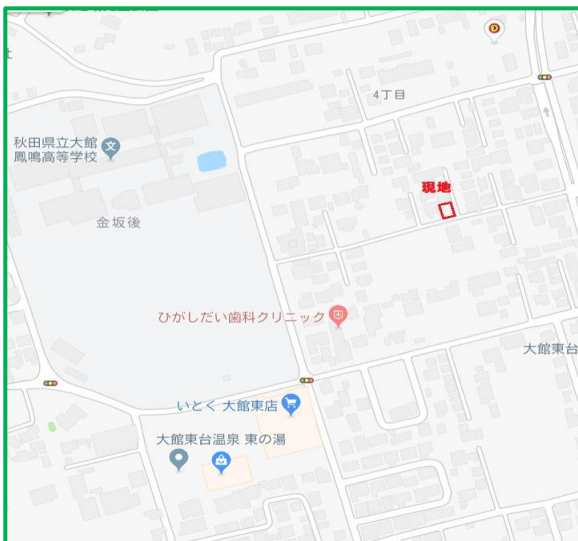 4丁目
秋田県立大館
鳳鳴高等学校
文
現地
金坂後
ひがしだい歯科クリニック
大館東台
いとく 大館東店
大館東台温泉 東の湯